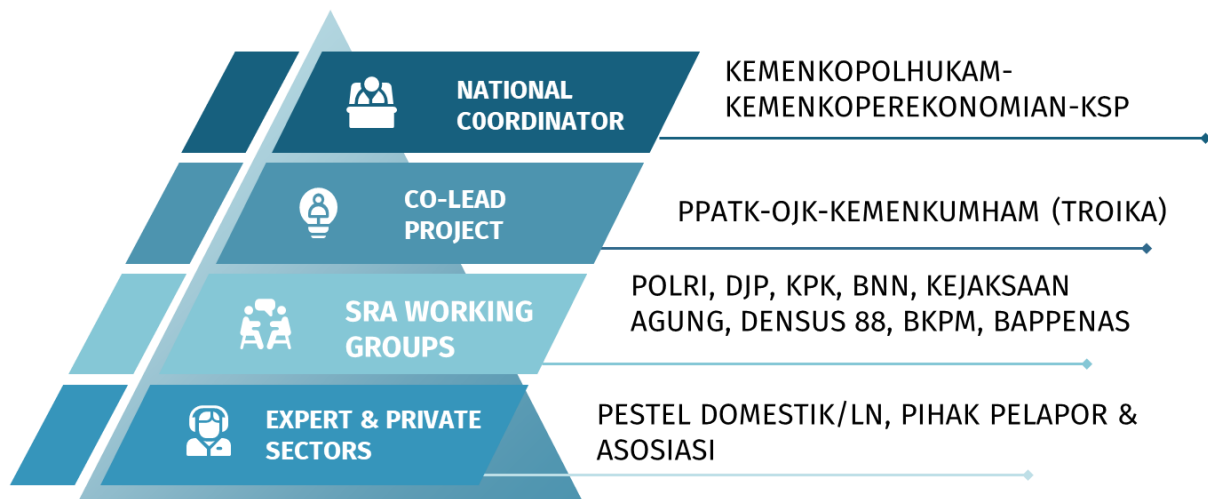 NATIONAL
C0ORDINATOR
KEMENKOPOLHUKAM-
KEMENKOPEREKONOMIAN-KSP
CO-LEAD
PROJECT
PPATK-OJK-KEMENKUMHAM (TROIKA)
SRA WORKING
GROUPS
POLRI, DJP, KPK, BNN, KEJAKSAAN
AGUNG, DENSUS 88, BKPM, BAPPENAS
EXPERT & PRIVATE
SECTORS
PESTEL DOMESTIK/LN, PIHAK PELAPOR &
ASOSIASI